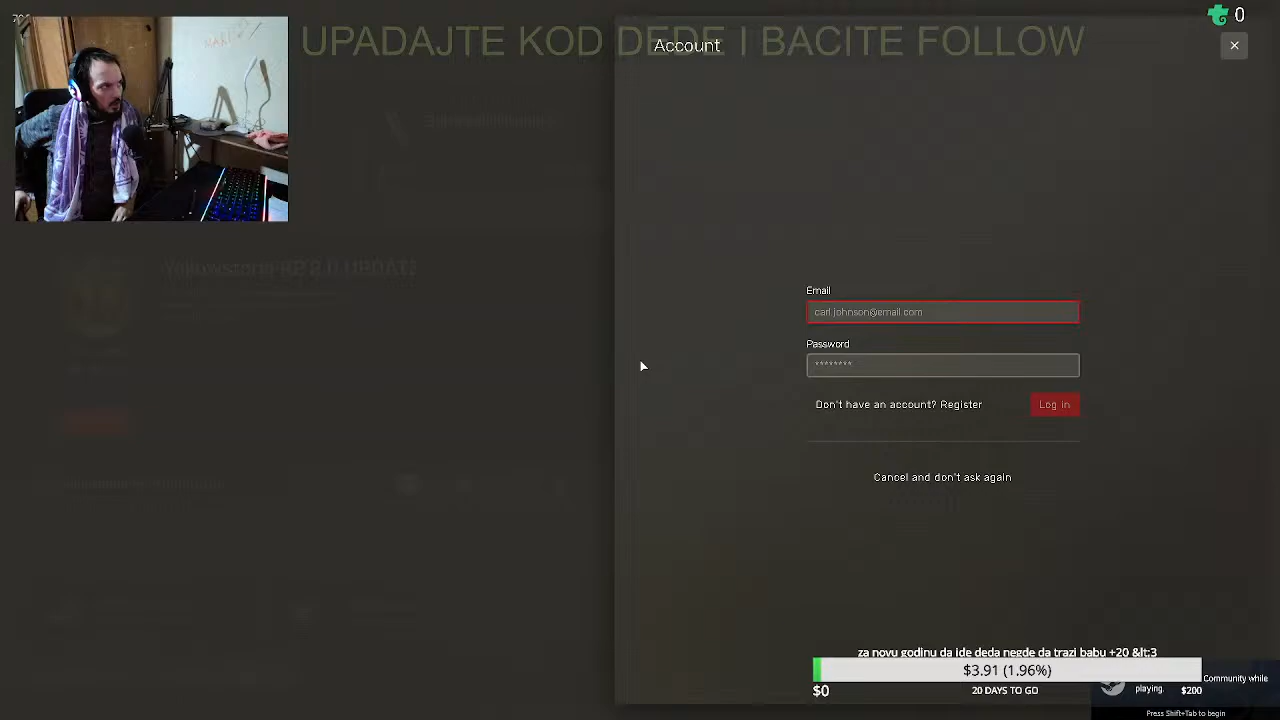 0
UPADAJTE KOD DEDE I BACITE FOLLOW
Account
Email
carl.johnson@email.com
Password
********
Don't have an account? Register
Log in
Cancel and don't ask again
za novu godinu da ide deda negde da trazi babu +20 &lt;3
$3.91 (1.96%)
$0
20 DAYS TO GO
$200
Community while
playing.
Press Shift+Tab to begin